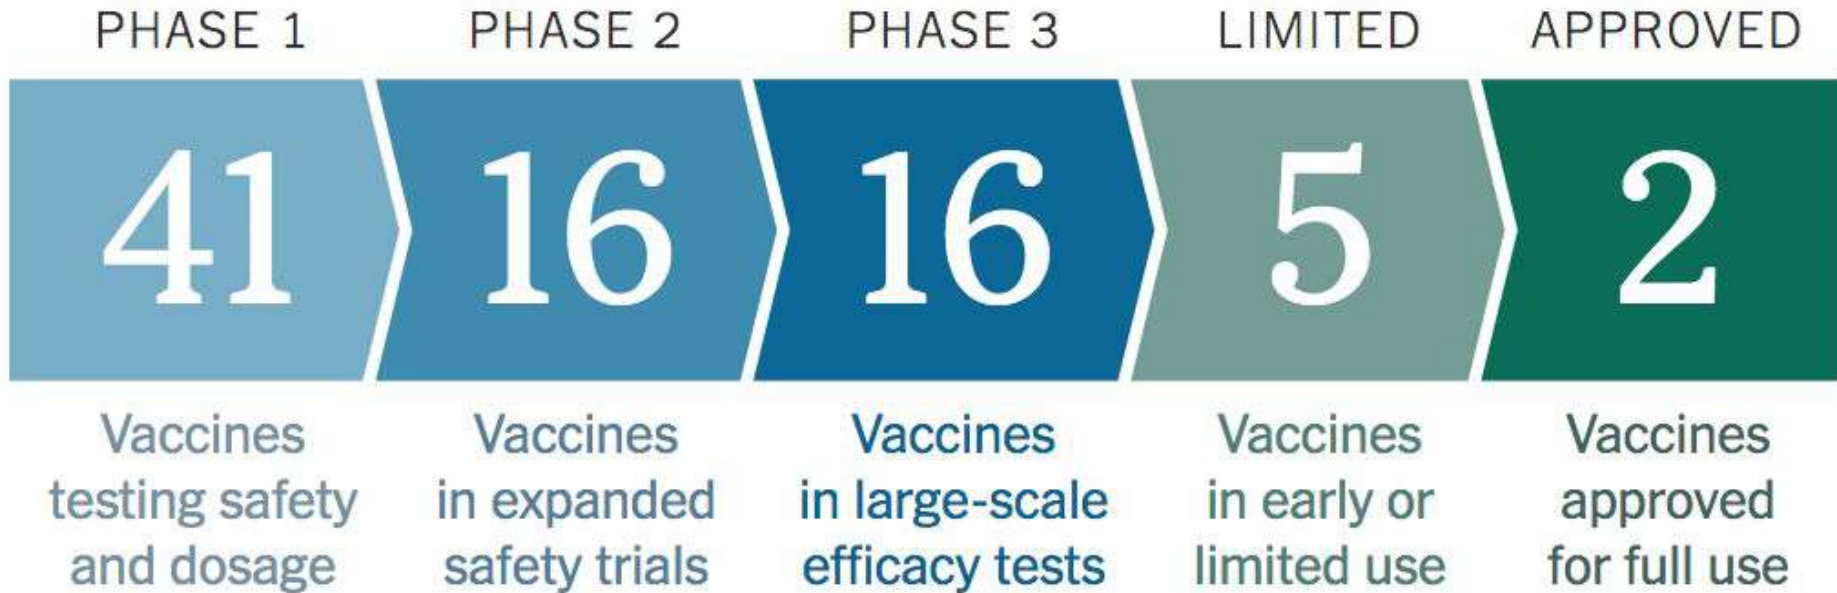 PHASE 1
PHASE 2
PHASE 3
LIMITED
APPROVED
41
16
16
5
2
Vaccines
testing safety
and dosage
Vaccines
in expanded
safety trials
Vaccines
in large-scale
efficacy tests
Vaccines
in early or
limited use
Vaccines
approved
for full use